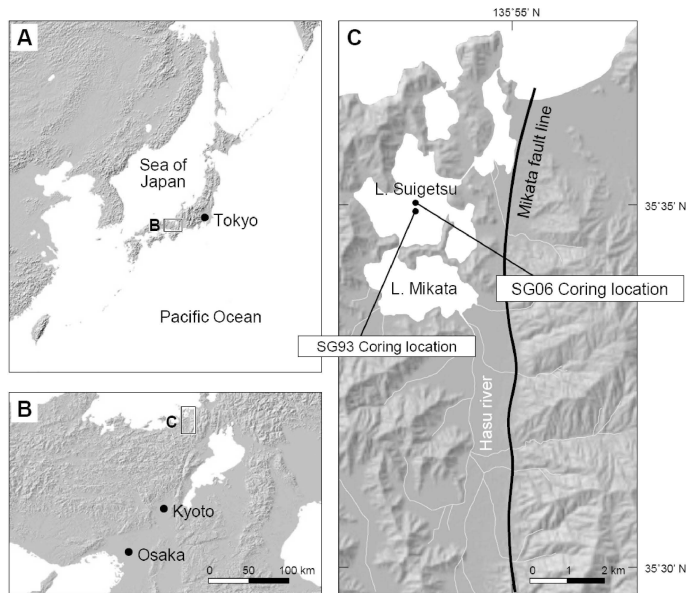 A
Sea of
Japan
B
Tokyo
Pacific Ocean
B
C
Kyoto
Osaka
0 50 100 km
135°55' N
C
Mikata fault line
L. Suigetsu
35°35' N
L. Mikata
SG06 Coring location
SG93 Coring location
Hasu river
35°30' N
0 1 2 km